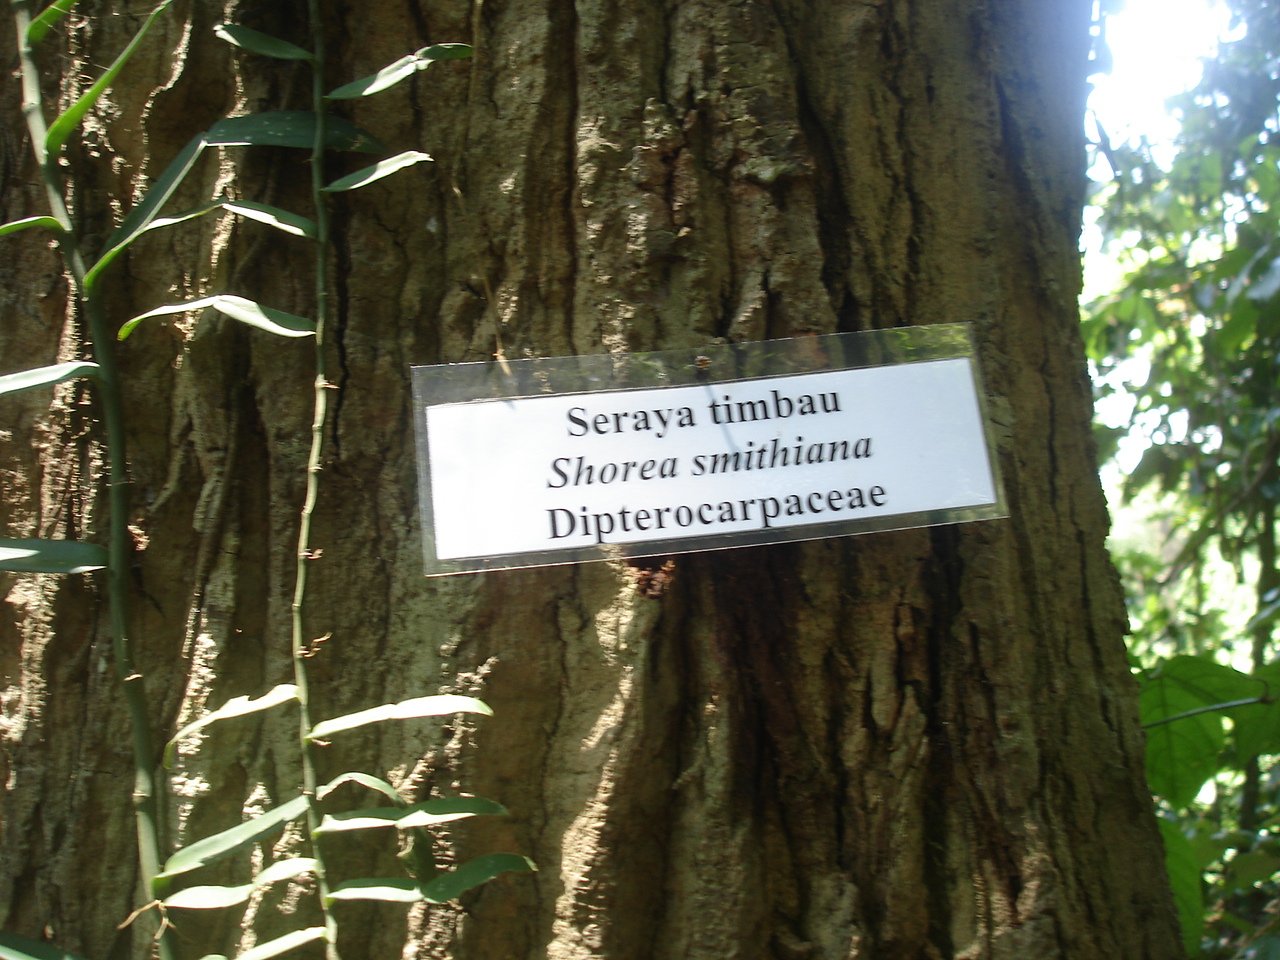 Seraya timbau
Shorea smithiana
Dipterocarpaceae